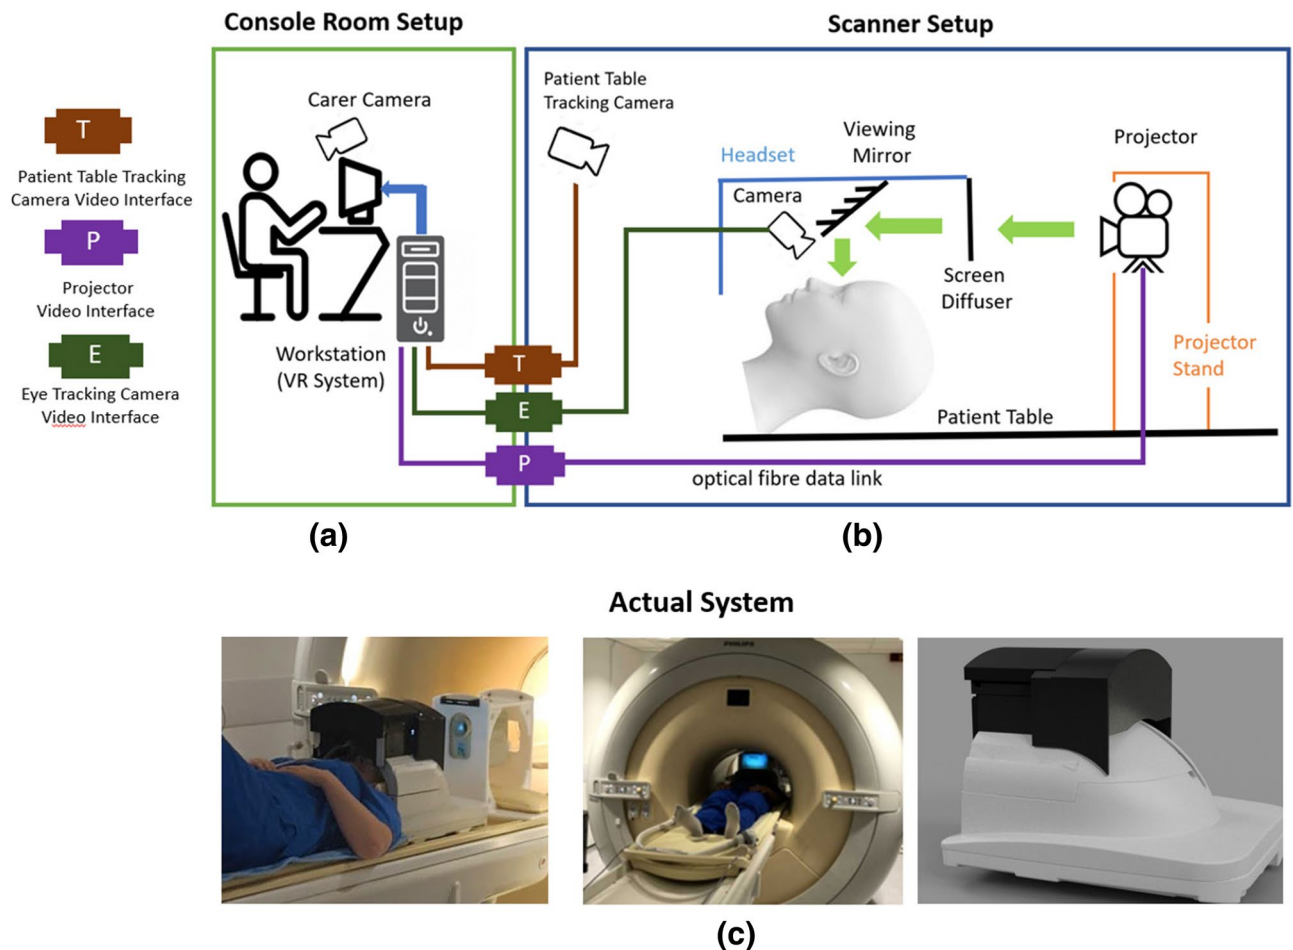 Console Room Setup
Scanner Setup
T
Patient Table Tracking
Camera Video Interface
P
Projector
Video Interface
E
Eye Tracking Camera
Video Interface
Carer Camera
Workstation
(VR System)
Patient Table
Tracking Camera
Headset
Camera
Viewing
Mirror
Screen
Diffuser
Projector
Projector
Stand
Patient Table
T
E
P
optical fibre data link
(a)
(b)
Actual System
PHILIPS
(c)